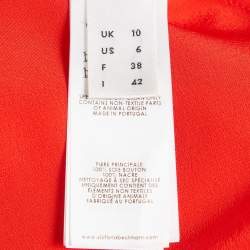 UK 10
US 6
F 38
I 42
CONTAINS NON-TEXTILE PARTS
OF ANIMAL ORIGIN
MADE IN PORTUGAL
TISRE PRINCIPALE
100% SOIE BOUTON
100% NACRE
NETTOYAGE À SEC SPÉCIALISÉ
UNIQUEMENT CONTIENT DES
ÉLÉMENTS NON TEXTILES
D'ORIGINE ANIMALE
FABRIQUÉ AU PORTUGAL
www.victoriabeckham.com